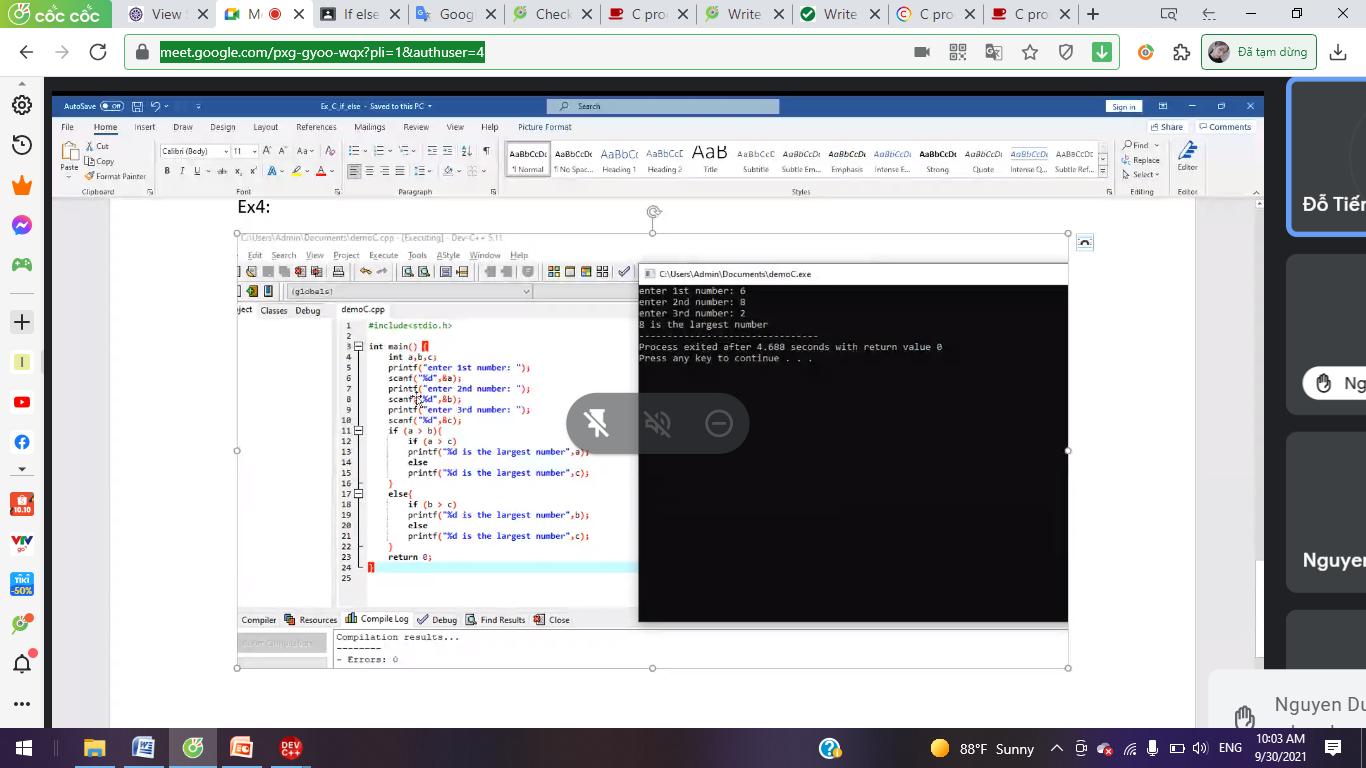 cốc cốc
View
M
If else
Goog
Check
C pro
Write
Write
C pro
C pro
meet.google.com/pxg-gyoo-wqx?pli=1&authuser=4
Đã tạm dừng
AutoSave Off
Ex_C_if_else - Saved to this PC
Search
Sign in
File Home Insert Draw Design Layout References Mailings Review View Help Picture Format
Share Comments
Paste
Cut
Copy
Format Painter
Clipboard
Calibri (Body) 11
Font
Paragraph
AaBbCcDc AaBbCcDc AaBbCc AaBbCcC AaB AaBbCcD AaBbCcDc AaBbCcDc AaBbCcDc AaBbCcDc AaBbCcDc AaBbCcDc AaBbCcDc
¶ Normal ¶ No Spac... Heading 1 Heading 2 Title Subtitle Subtle Em... Emphasis Intense E... Strong Quote Intense Q... Subtle Ref...
Styles
Find
Replace
Select
Editing
Editor
Editor
Ex4:
C:\Users\Admin\Documents\demoC.cpp - [Executing] - Dev-C++ 5.11
Edit Search View Project Execute Tools AStyle Window Help
(globals)
ject Classes Debug
demoC.cpp
1 #include<stdio.h>
2
3 int main() {
4 int a,b,c;
5 printf("enter 1st number: ");
6 scanf("%d",&a);
7 printf("enter 2nd number: ");
8 scanf("%d",&b);
9 printf("enter 3rd number: ");
10 scanf("%d",&c);
11 if (a > b){
12 if (a > c)
13 printf("%d is the largest number",a);
14 else
15 printf("%d is the largest number",c);
16 }
17 else{
18 if (b > c)
19 printf("%d is the largest number",b);
20 else
21 printf("%d is the largest number",c);
22 }
23 return 0;
24 }
25
C:\Users\Admin\Documents\demoC.exe
enter 1st number: 6
enter 2nd number: 8
enter 3rd number: 2
8 is the largest number
--------------------------------
Process exited after 4.688 seconds with return value 0
Press any key to continue . . .
Compiler Resources Compile Log Debug Find Results Close
Compilation results...
--------
- Errors: 0
Đỗ Tiến
Ng
Nguyen
Nguyen Du
10.10
VTV
go
TIKI
-50%
W
DEV
C++
88°F Sunny
ENG
10:03 AM
9/30/2021